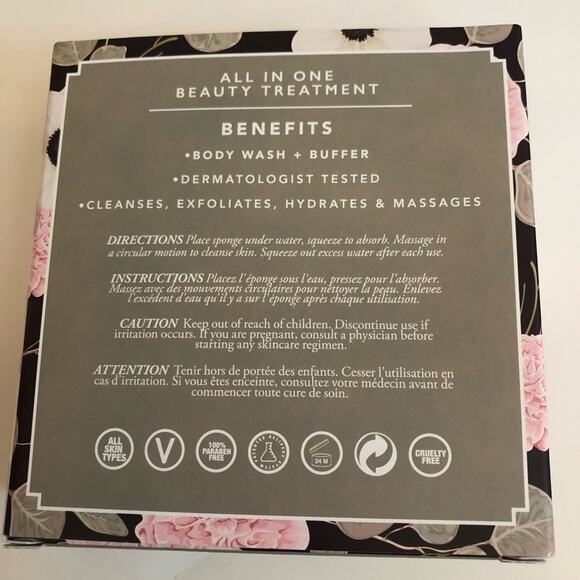 ALL IN ONE
BEAUTY TREATMENT
BENEFITS
•BODY WASH + BUFFER
•DERMATOLOGIST TESTED
•CLEANSES, EXFOLIATES, HYDRATES & MASSAGES
DIRECTIONS Place sponge under water, squeeze to absorb. Massage in
a circular motion to cleanse skin. Squeeze out excess water after each use.
INSTRUCTIONS Placez l'éponge sous l'eau, pressez pour l'absorber.
Massez avec des mouvements circulaires pour nettoyer la peau. Enlevez
l'excédent d'eau qu'il y a sur l'éponge après chaque utilisation.
CAUTION Keep out of reach of children. Discontinue use if
irritation occurs. If you are pregnant, consult a physician before
starting any skincare regimen.
ATTENTION Tenir hors de portée des enfants. Cesser l'utilisation en
cas d'irritation. Si vous êtes enceinte, consultez votre médecin avant de
commencer toute cure de soin.
ALL
SKIN
TYPES
V
100%
PARABEN
FREE
PATENTED DELIVERY
SYSTEM
24 M
CRUELTY
FREE